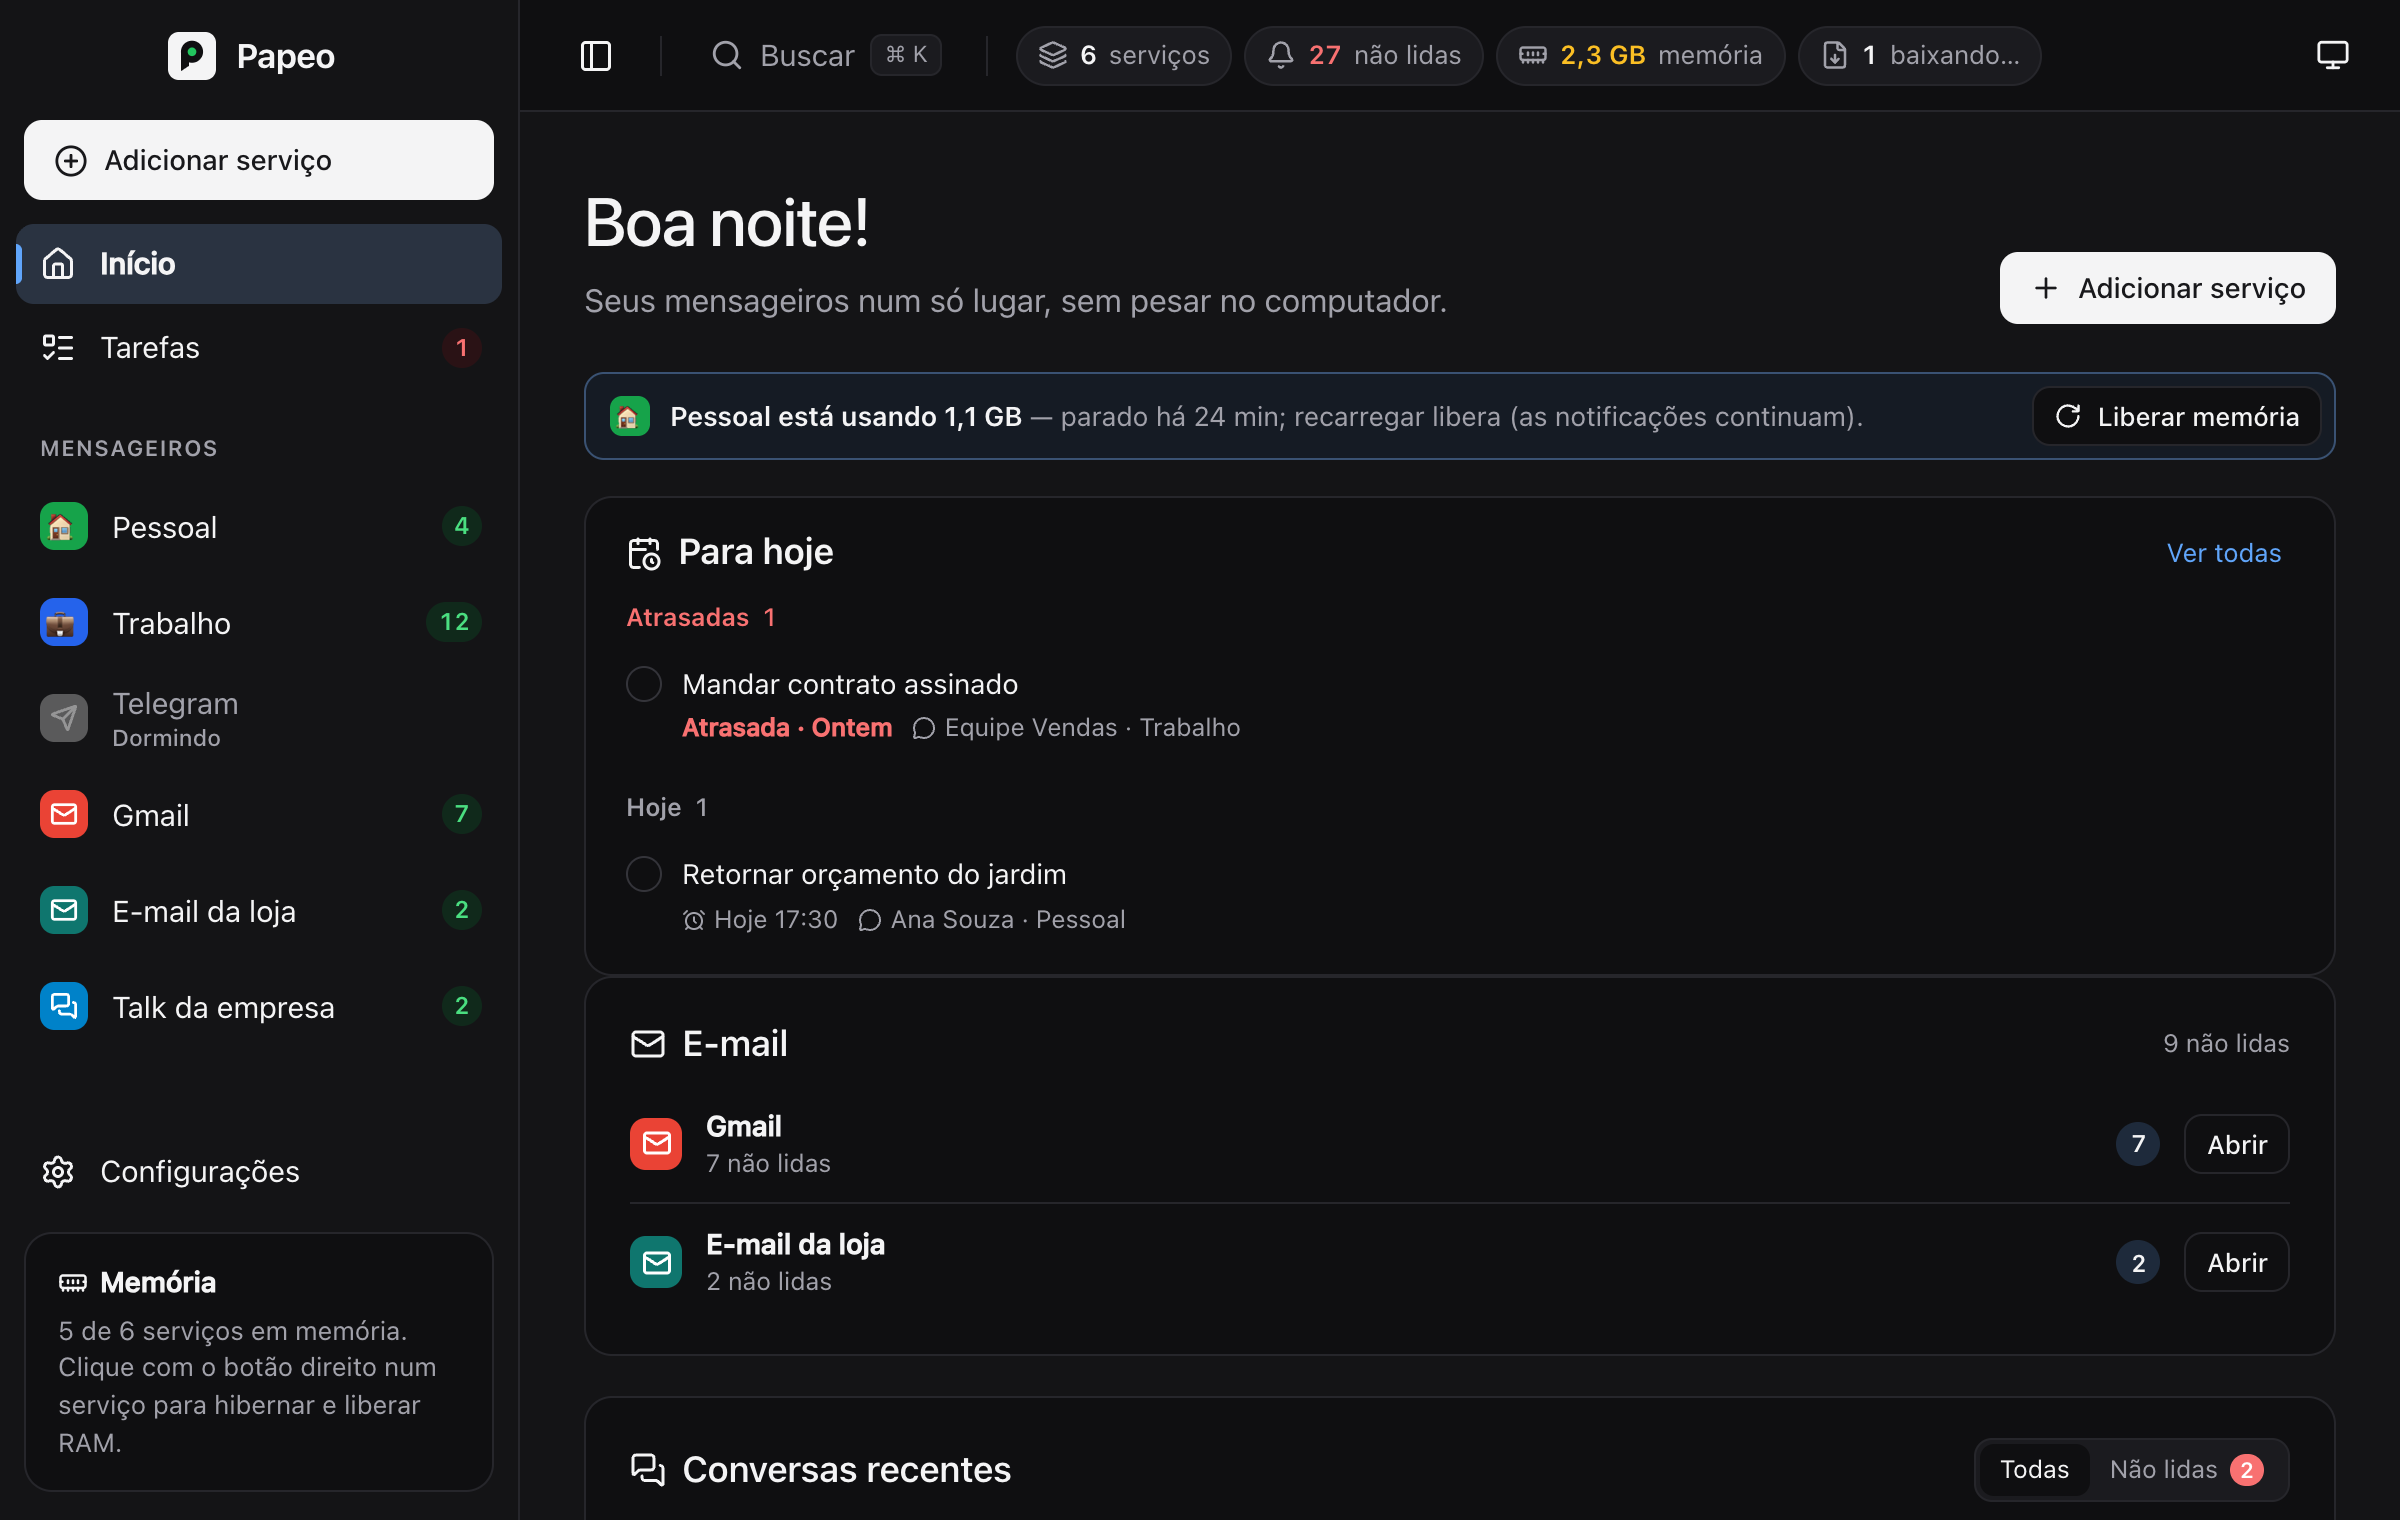 Papeo
Adicionar serviço
Início
Tarefas 1
MENSAGEIROS
Pessoal 4
Trabalho 12
Telegram
Dormindo
Gmail 7
E-mail da loja 2
Talk da empresa 2
Configurações
Memória
5 de 6 serviços em memória.
Clique com o botão direito num
serviço para hibernar e liberar
RAM.
Buscar ⌘ K
6 serviços
27 não lidas
2,3 GB memória
1 baixando...
Boa noite!
Seus mensageiros num só lugar, sem pesar no computador.
Adicionar serviço
Pessoal está usando 1,1 GB — parado há 24 min; recarregar libera (as notificações continuam).
Liberar memória
Para hoje
Ver todas
Atrasadas 1
Mandar contrato assinado
Atrasada · Ontem Equipe Vendas · Trabalho
Hoje 1
Retornar orçamento do jardim
Hoje 17:30 Ana Souza · Pessoal
E-mail
9 não lidas
Gmail
7 não lidas
7 Abrir
E-mail da loja
2 não lidas
2 Abrir
Conversas recentes
Todas Não lidas 2